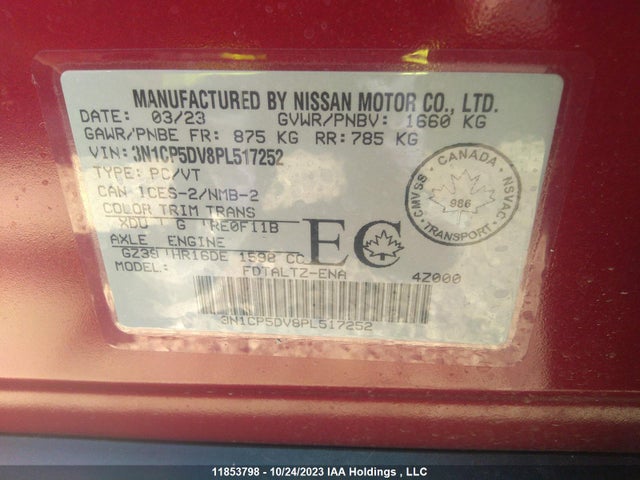 MANUFACTURED BY NISSAN MOTOR CO., LTD.
DATE: 03/23 GVWR/PNBV: 1660 KG
GAWR/PNBE FR: 875 KG RR: 785 KG
VIN: 3N1CP5DV8PL517252
TYPE: PC/VT
CAN ICES-2/NMB-2
COLOR TRIM TRANS
XDU G RE0F11B
AXLE ENGINE
G239 HR16DE 1590 CC
MODEL: FDTALTZ-ENA 4Z000
EC
CANADA
CMVSS NSVAC
986
3N1CP5DV8PL517252
11853798 - 10/24/2023 IAA Holdings , LLC